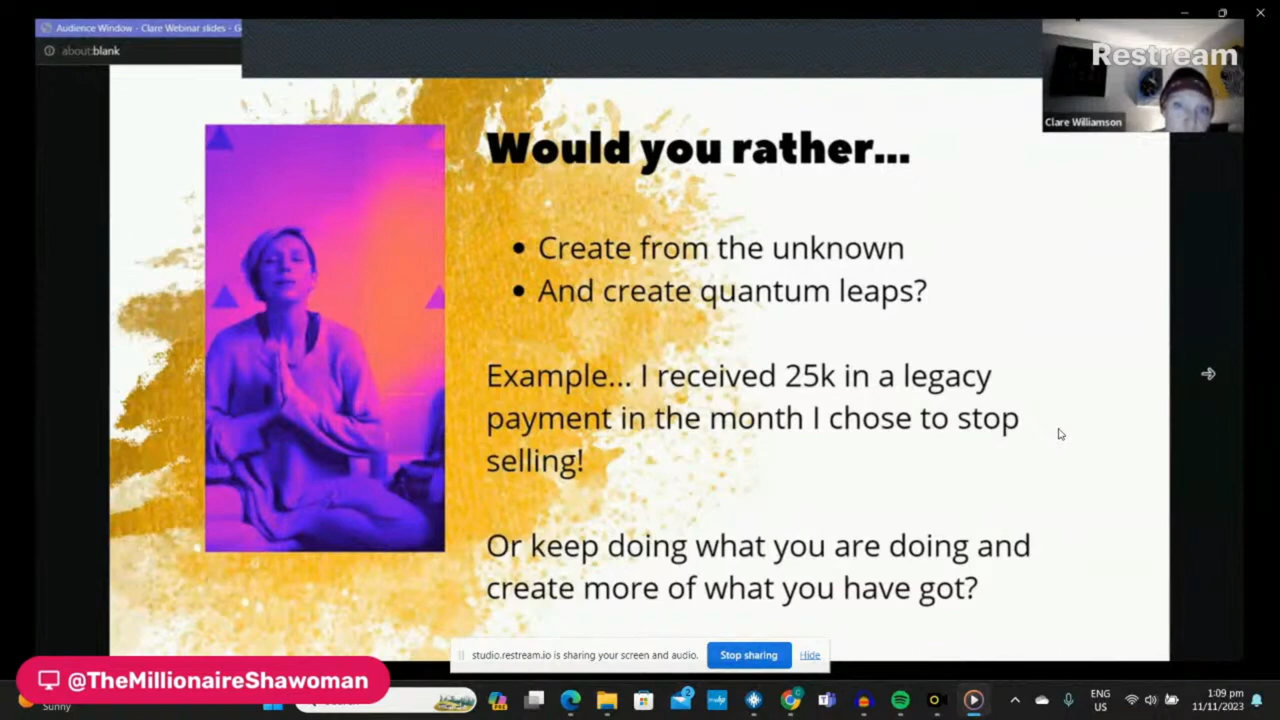 Audience Window - Clare Webinar slides - G
about:blank
Restream
Clare Williamson
Would you rather...
• Create from the unknown
• And create quantum leaps?
Example... I received 25k in a legacy
payment in the month I chose to stop
selling!
Or keep doing what you are doing and
create more of what you have got?
studio.restream.io is sharing your screen and audio.
Stop sharing
Hide
@TheMillionaireShawoman
Sunny
2
ENG
US
1:09 pm
11/11/2023